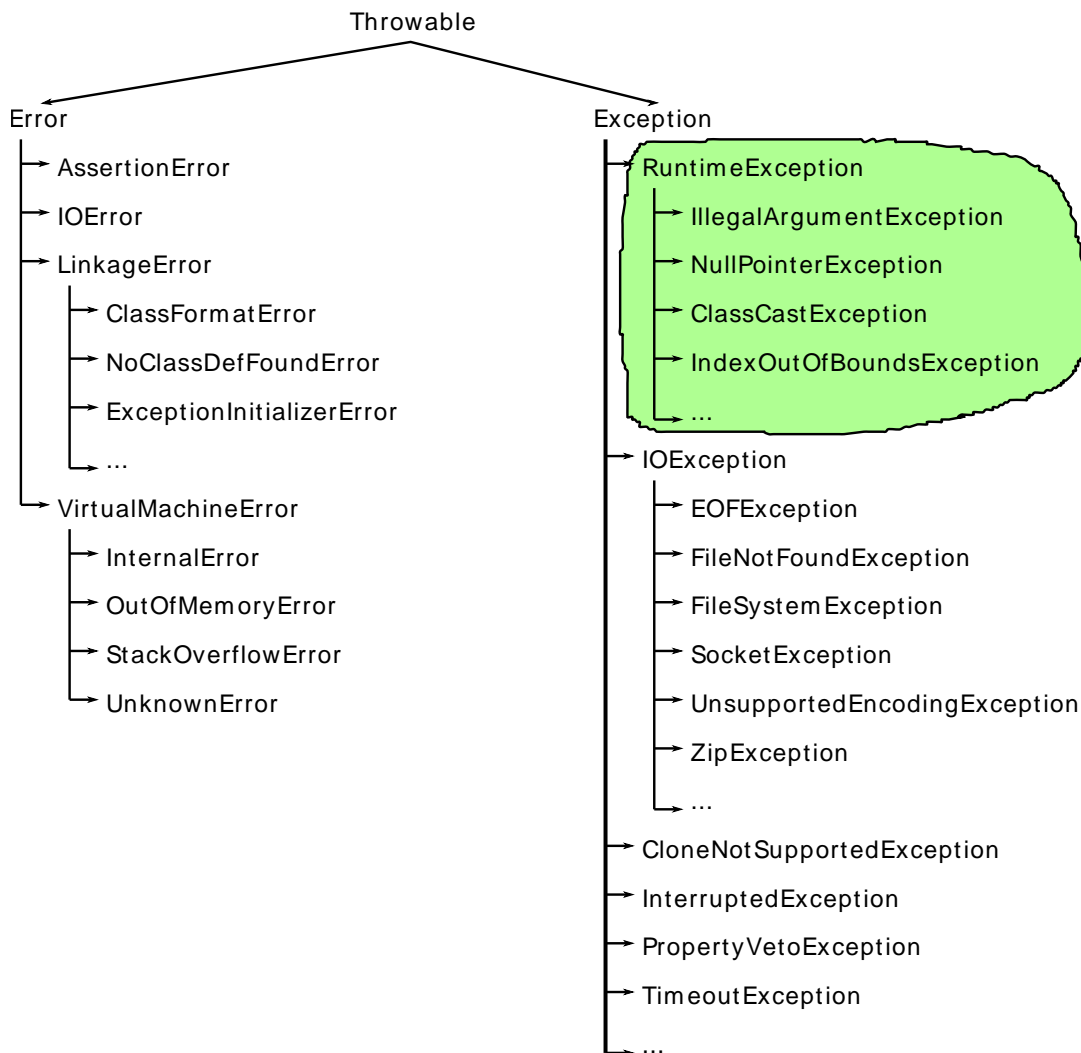 Throwable
Error
AssertionError
IOError
LinkageError
ClassFormatError
NoClassDefFoundError
ExceptionInitializerError
...
VirtualMachineError
InternalError
OutOfMemoryError
StackOverflowError
UnknownError
Exception
RuntimeException
IllegalArgumentException
NullPointerException
ClassCastException
IndexOutOfBoundsException
...
IOException
EOFException
FileNotFoundException
FileSystemException
SocketException
UnsupportedEncodingException
ZipException
...
CloneNotSupportedException
InterruptedException
PropertyVetoException
TimeoutException
...